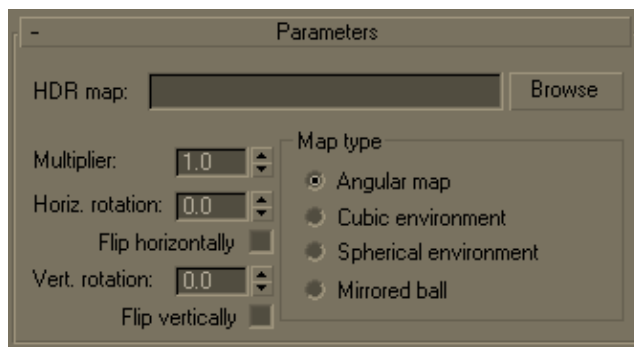 - Parameters
HDR map: Browse
Multiplier: 1.0
Horiz. rotation: 0.0
Flip horizontally
Vert. rotation: 0.0
Flip vertically
Map type
Angular map
Cubic environment
Spherical environment
Mirrored ball